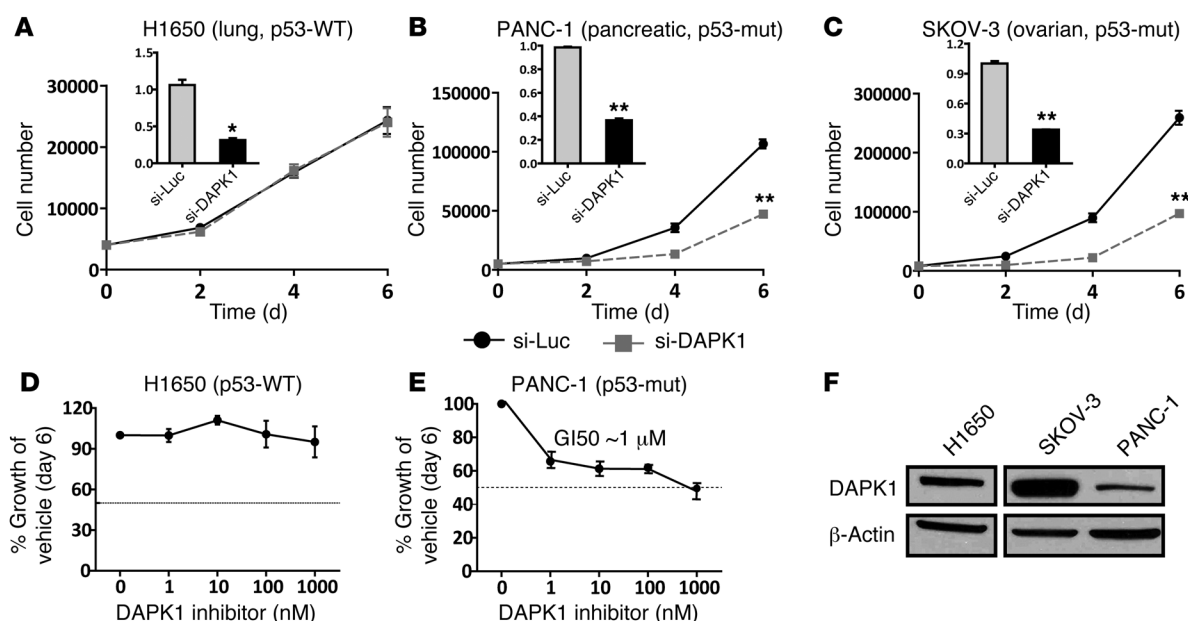 A
H1650 (lung, p53-WT)
Cell number
30000
20000
10000
0
0 2 4 6
Time (d)
1.5
1.0
0.5
0.0
*
si-Luc
si-DAPK1
B
PANC-1 (pancreatic, p53-mut)
Cell number
150000
100000
50000
0
0 2 4 6
Time (d)
1.0
0.8
0.6
0.4
0.2
0.0
**
si-Luc
si-DAPK1
**
C
SKOV-3 (ovarian, p53-mut)
Cell number
300000
200000
100000
0
0 2 4 6
Time (d)
1.2
0.9
0.6
0.3
0.0
**
si-Luc
si-DAPK1
**
si-Luc si-DAPK1
D
H1650 (p53-WT)
% Growth of
vehicle (day 6)
120
90
60
30
0
0 1 10 100 1000
DAPK1 inhibitor (nM)
E
PANC-1 (p53-mut)
% Growth of
vehicle (day 6)
100
80
60
40
20
0
GI50 ~1 μM
0 1 10 100 1000
DAPK1 inhibitor (nM)
F
H1650 SKOV-3 PANC-1
DAPK1
β-Actin